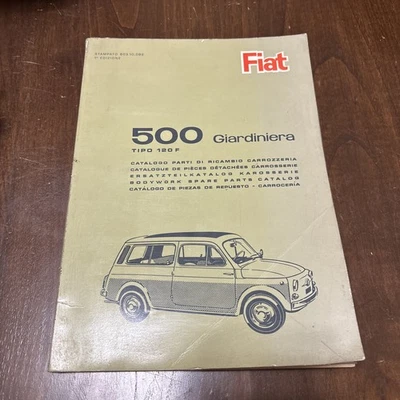 Fiat
500 Giardiniera
TIPO 120 F
CATALOGO PARTI DI RICAMBIO CARROZZERIA
CATALOGUE DE PIÈCES DÉTACHÉES CARROSSERIE
ERSATZTEILKATALOG KAROSSERIE
BODYWORK SPARE PARTS CATALOG
CATÁLOGO DE PIEZAS DE REPUESTO - CARROCERÍA